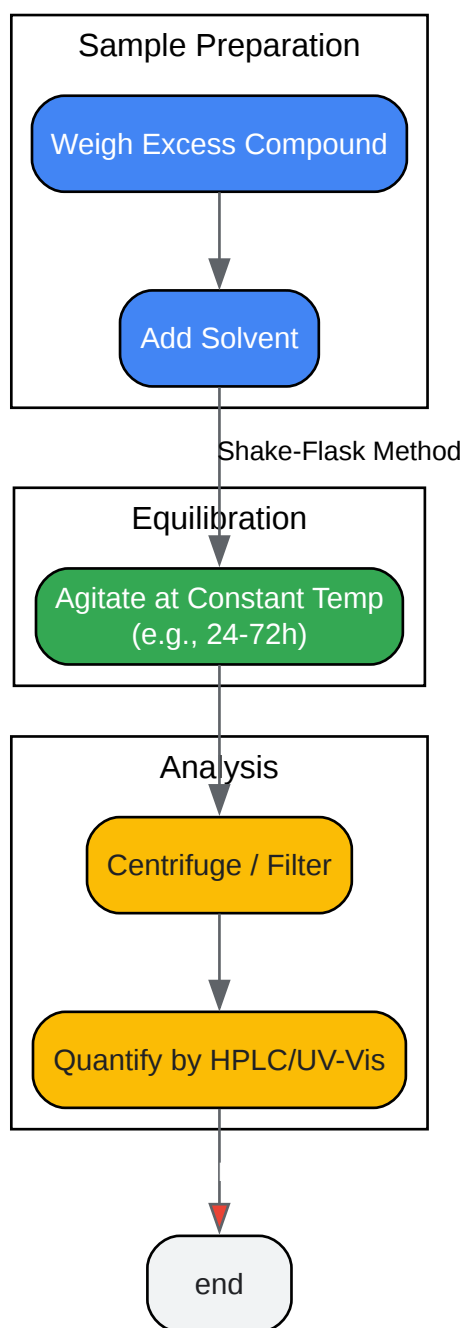 Sample Preparation
Weigh Excess Compound
Add Solvent
Shake-Flask Method
Equilibration
Agitate at Constant Temp
(e.g., 24-72h)
Analysis
Centrifuge / Filter
Quantify by HPLC/UV-Vis
end